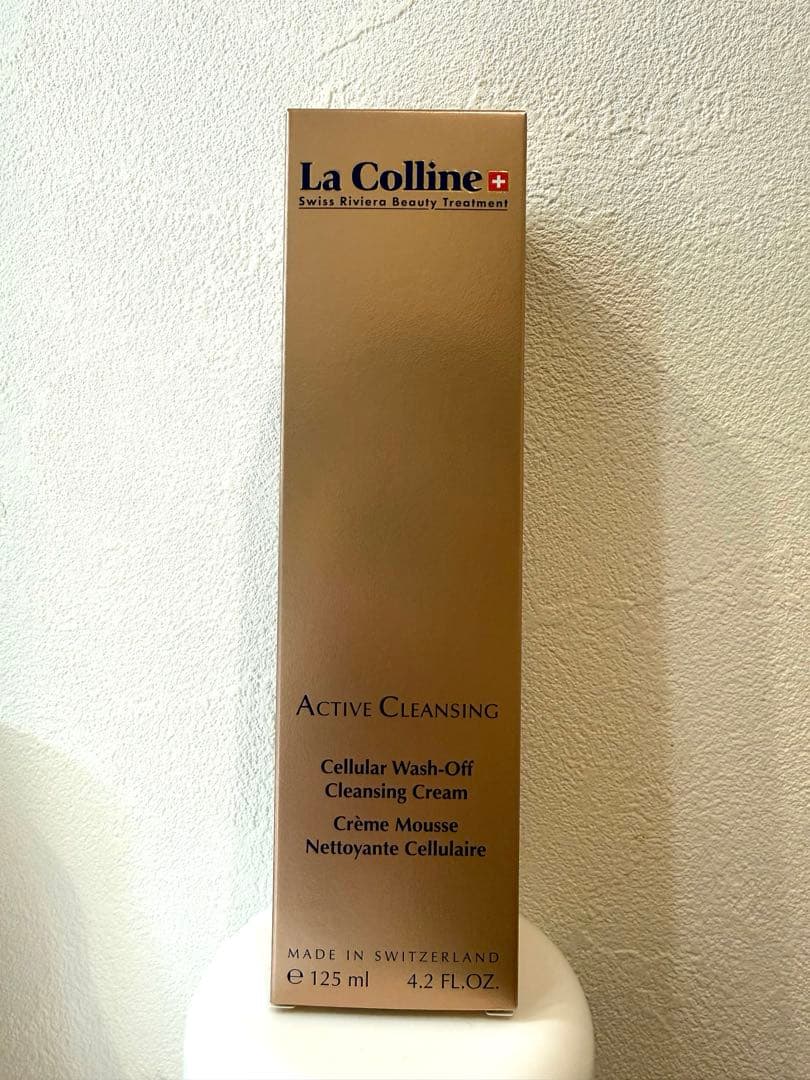 La Colline
Swiss Riviera Beauty Treatment
ACTIVE CLEANSING
Cellular Wash-Off
Cleansing Cream
Crème Mousse
Nettoyante Cellulaire
MADE IN SWITZERLAND
℮ 125 ml 4.2 FL.OZ.